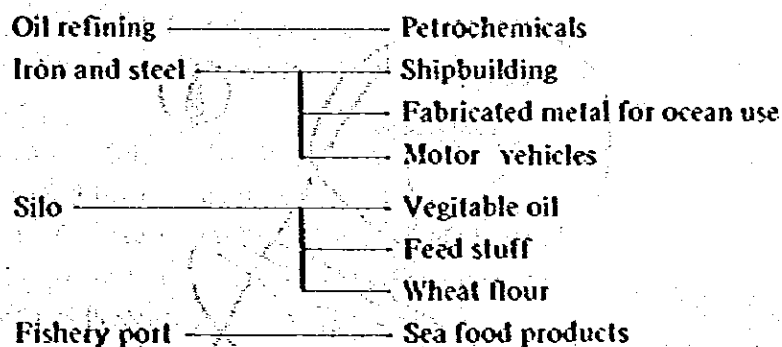 Oil refining Petrochemicals
Iron and steel Shipbuilding
Fabricated metal for ocean use
Motor vehicles
Silo Vegitable oil
Feed stuff
Wheat flour
Fishery port Sea food products